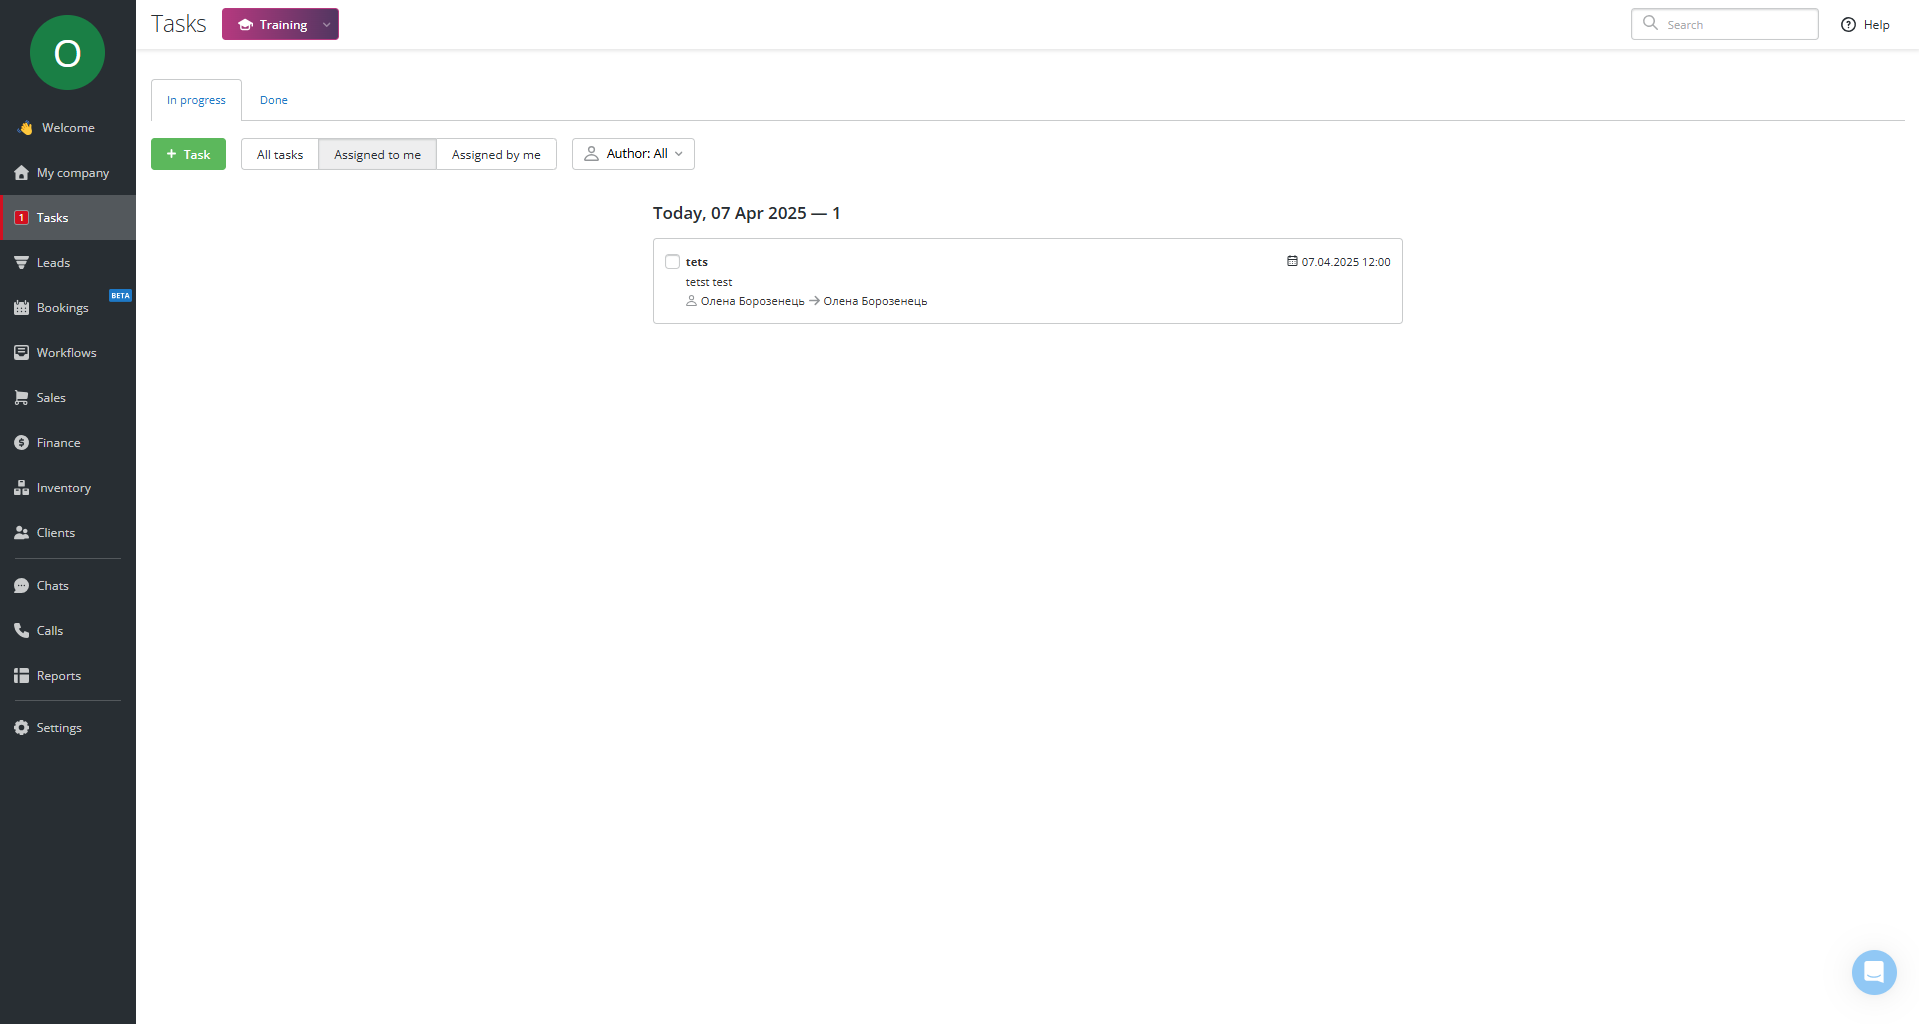 O
Welcome
My company
1 Tasks
Leads
BETA
Bookings
Workflows
Sales
Finance
Inventory
Clients
Chats
Calls
Reports
Settings
Tasks Training Search Help
In progress Done
+ Task All tasks Assigned to me Assigned by me Author: All
Today, 07 Apr 2025 — 1
tets 07.04.2025 12:00
tetst test
Олена Борозенець → Олена Борозенець